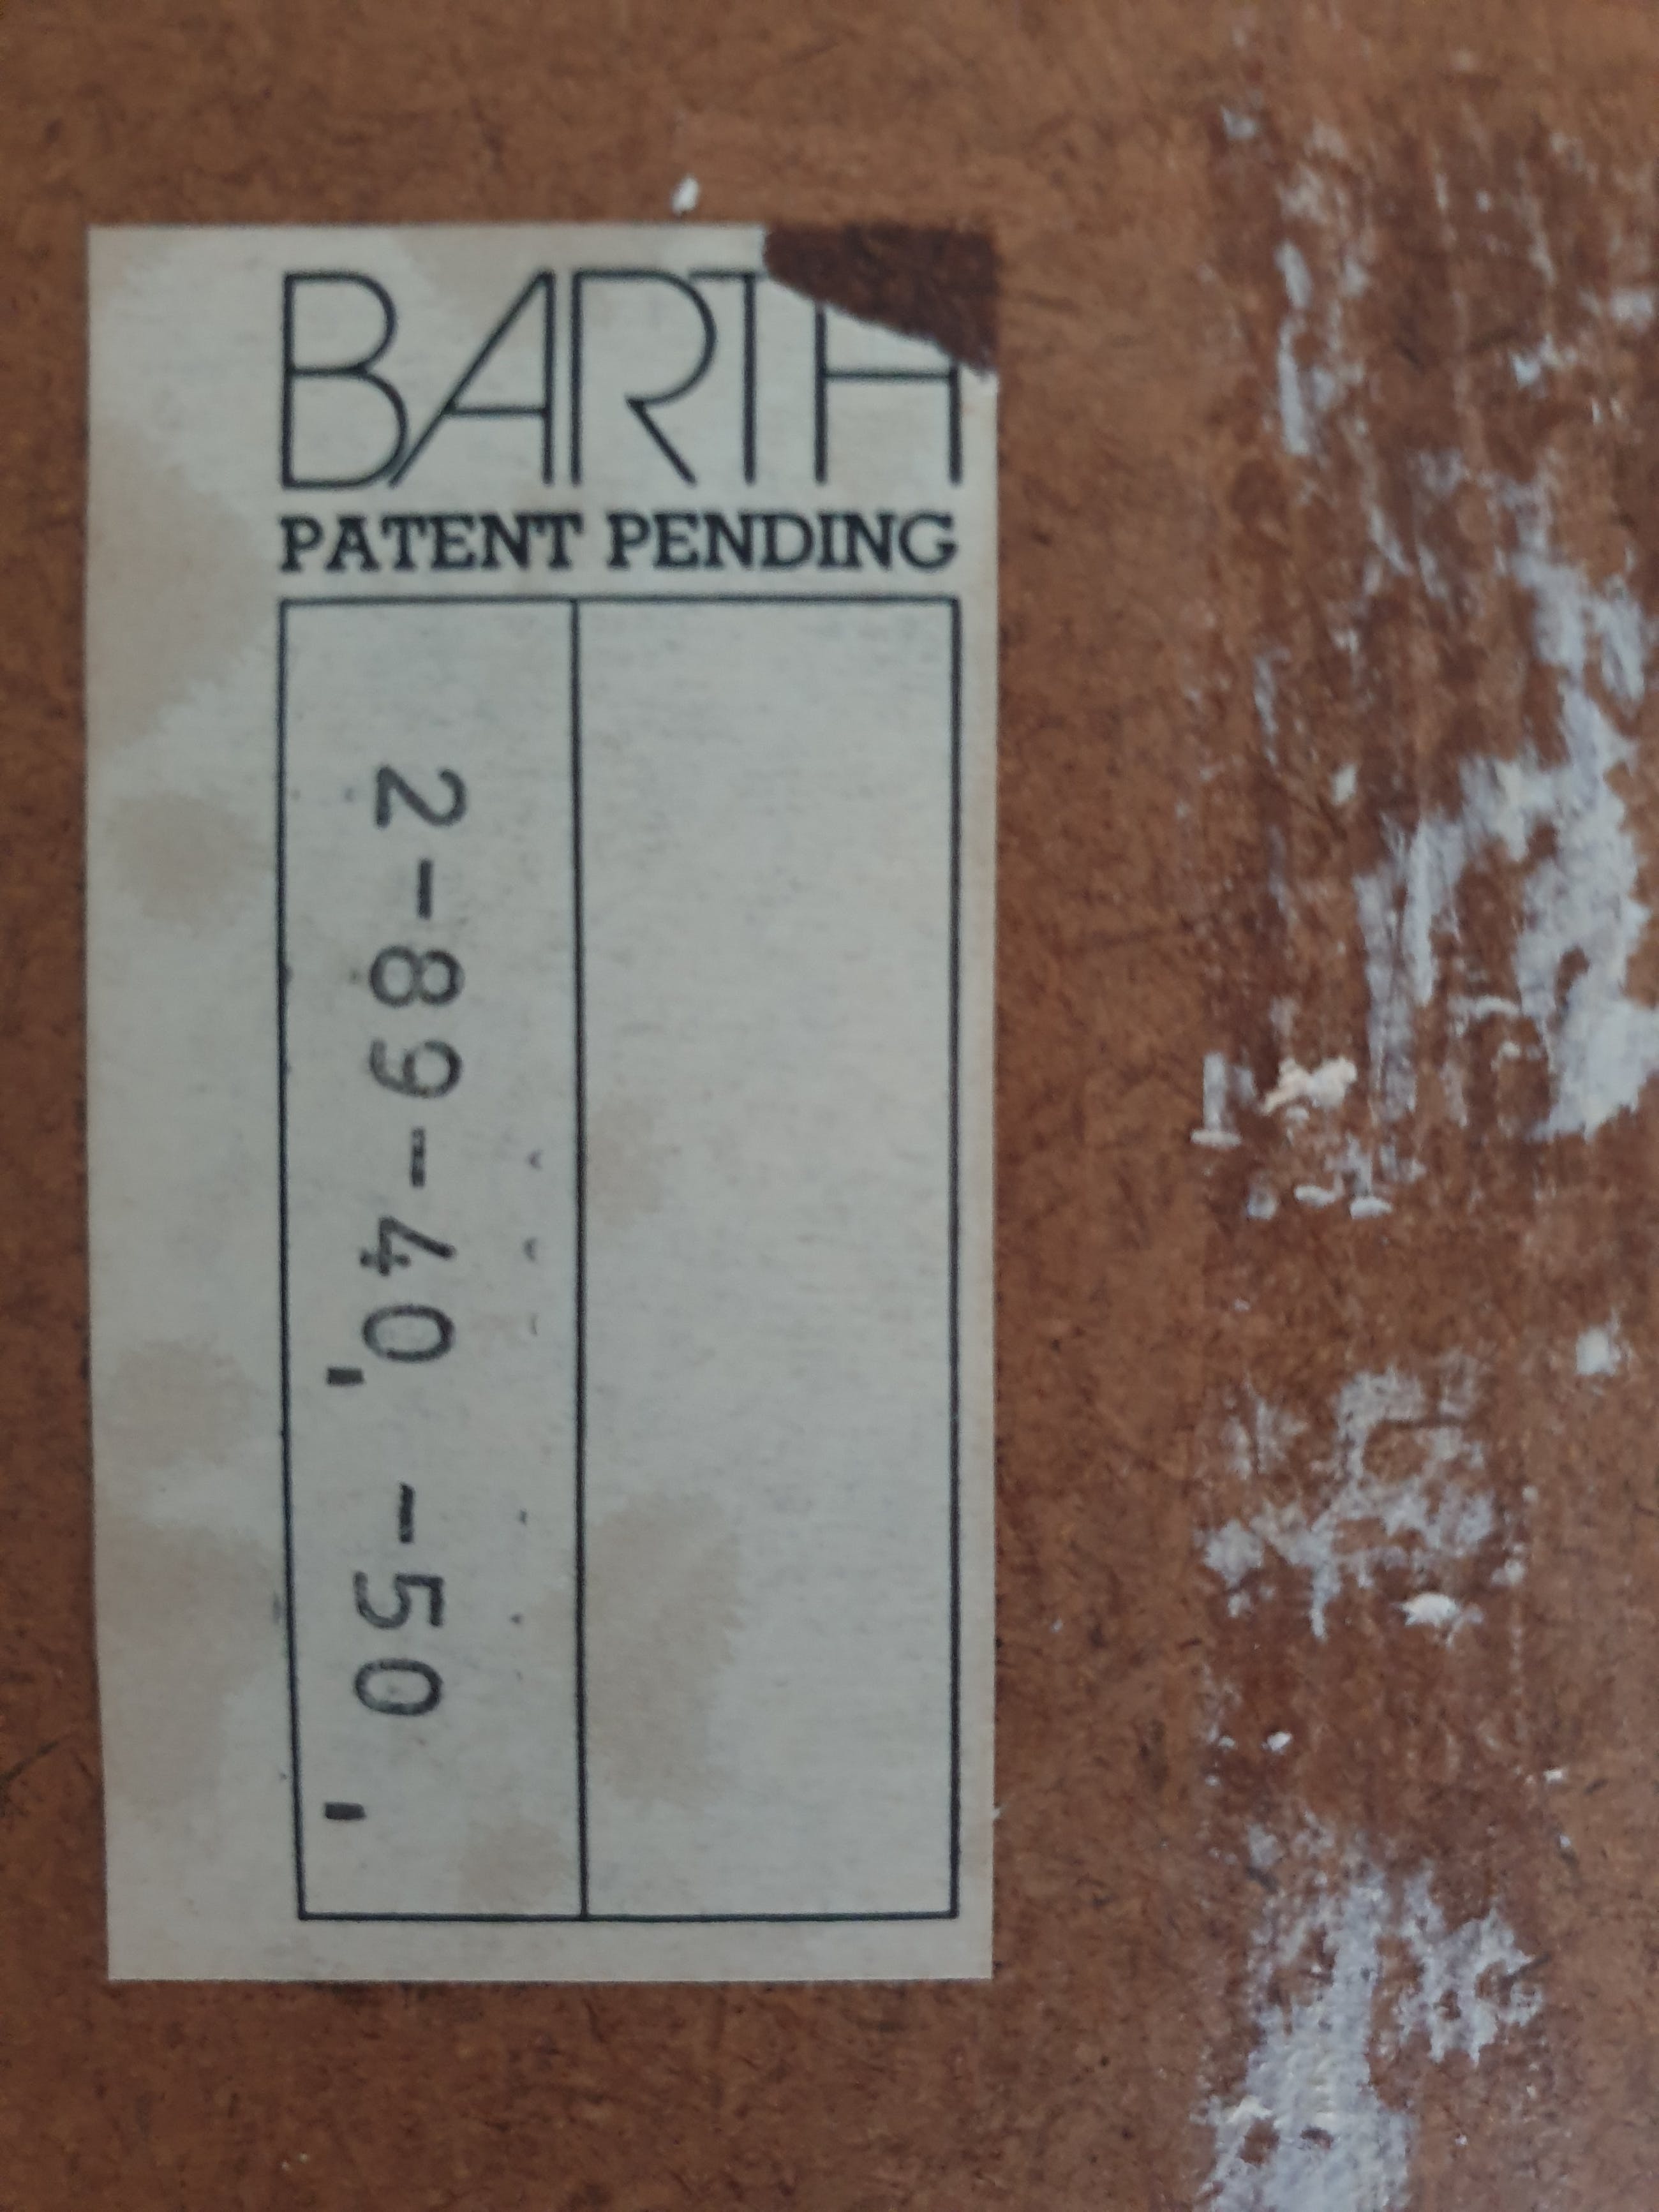 BARTH
PATENT PENDING
2-89-40, -50 ,